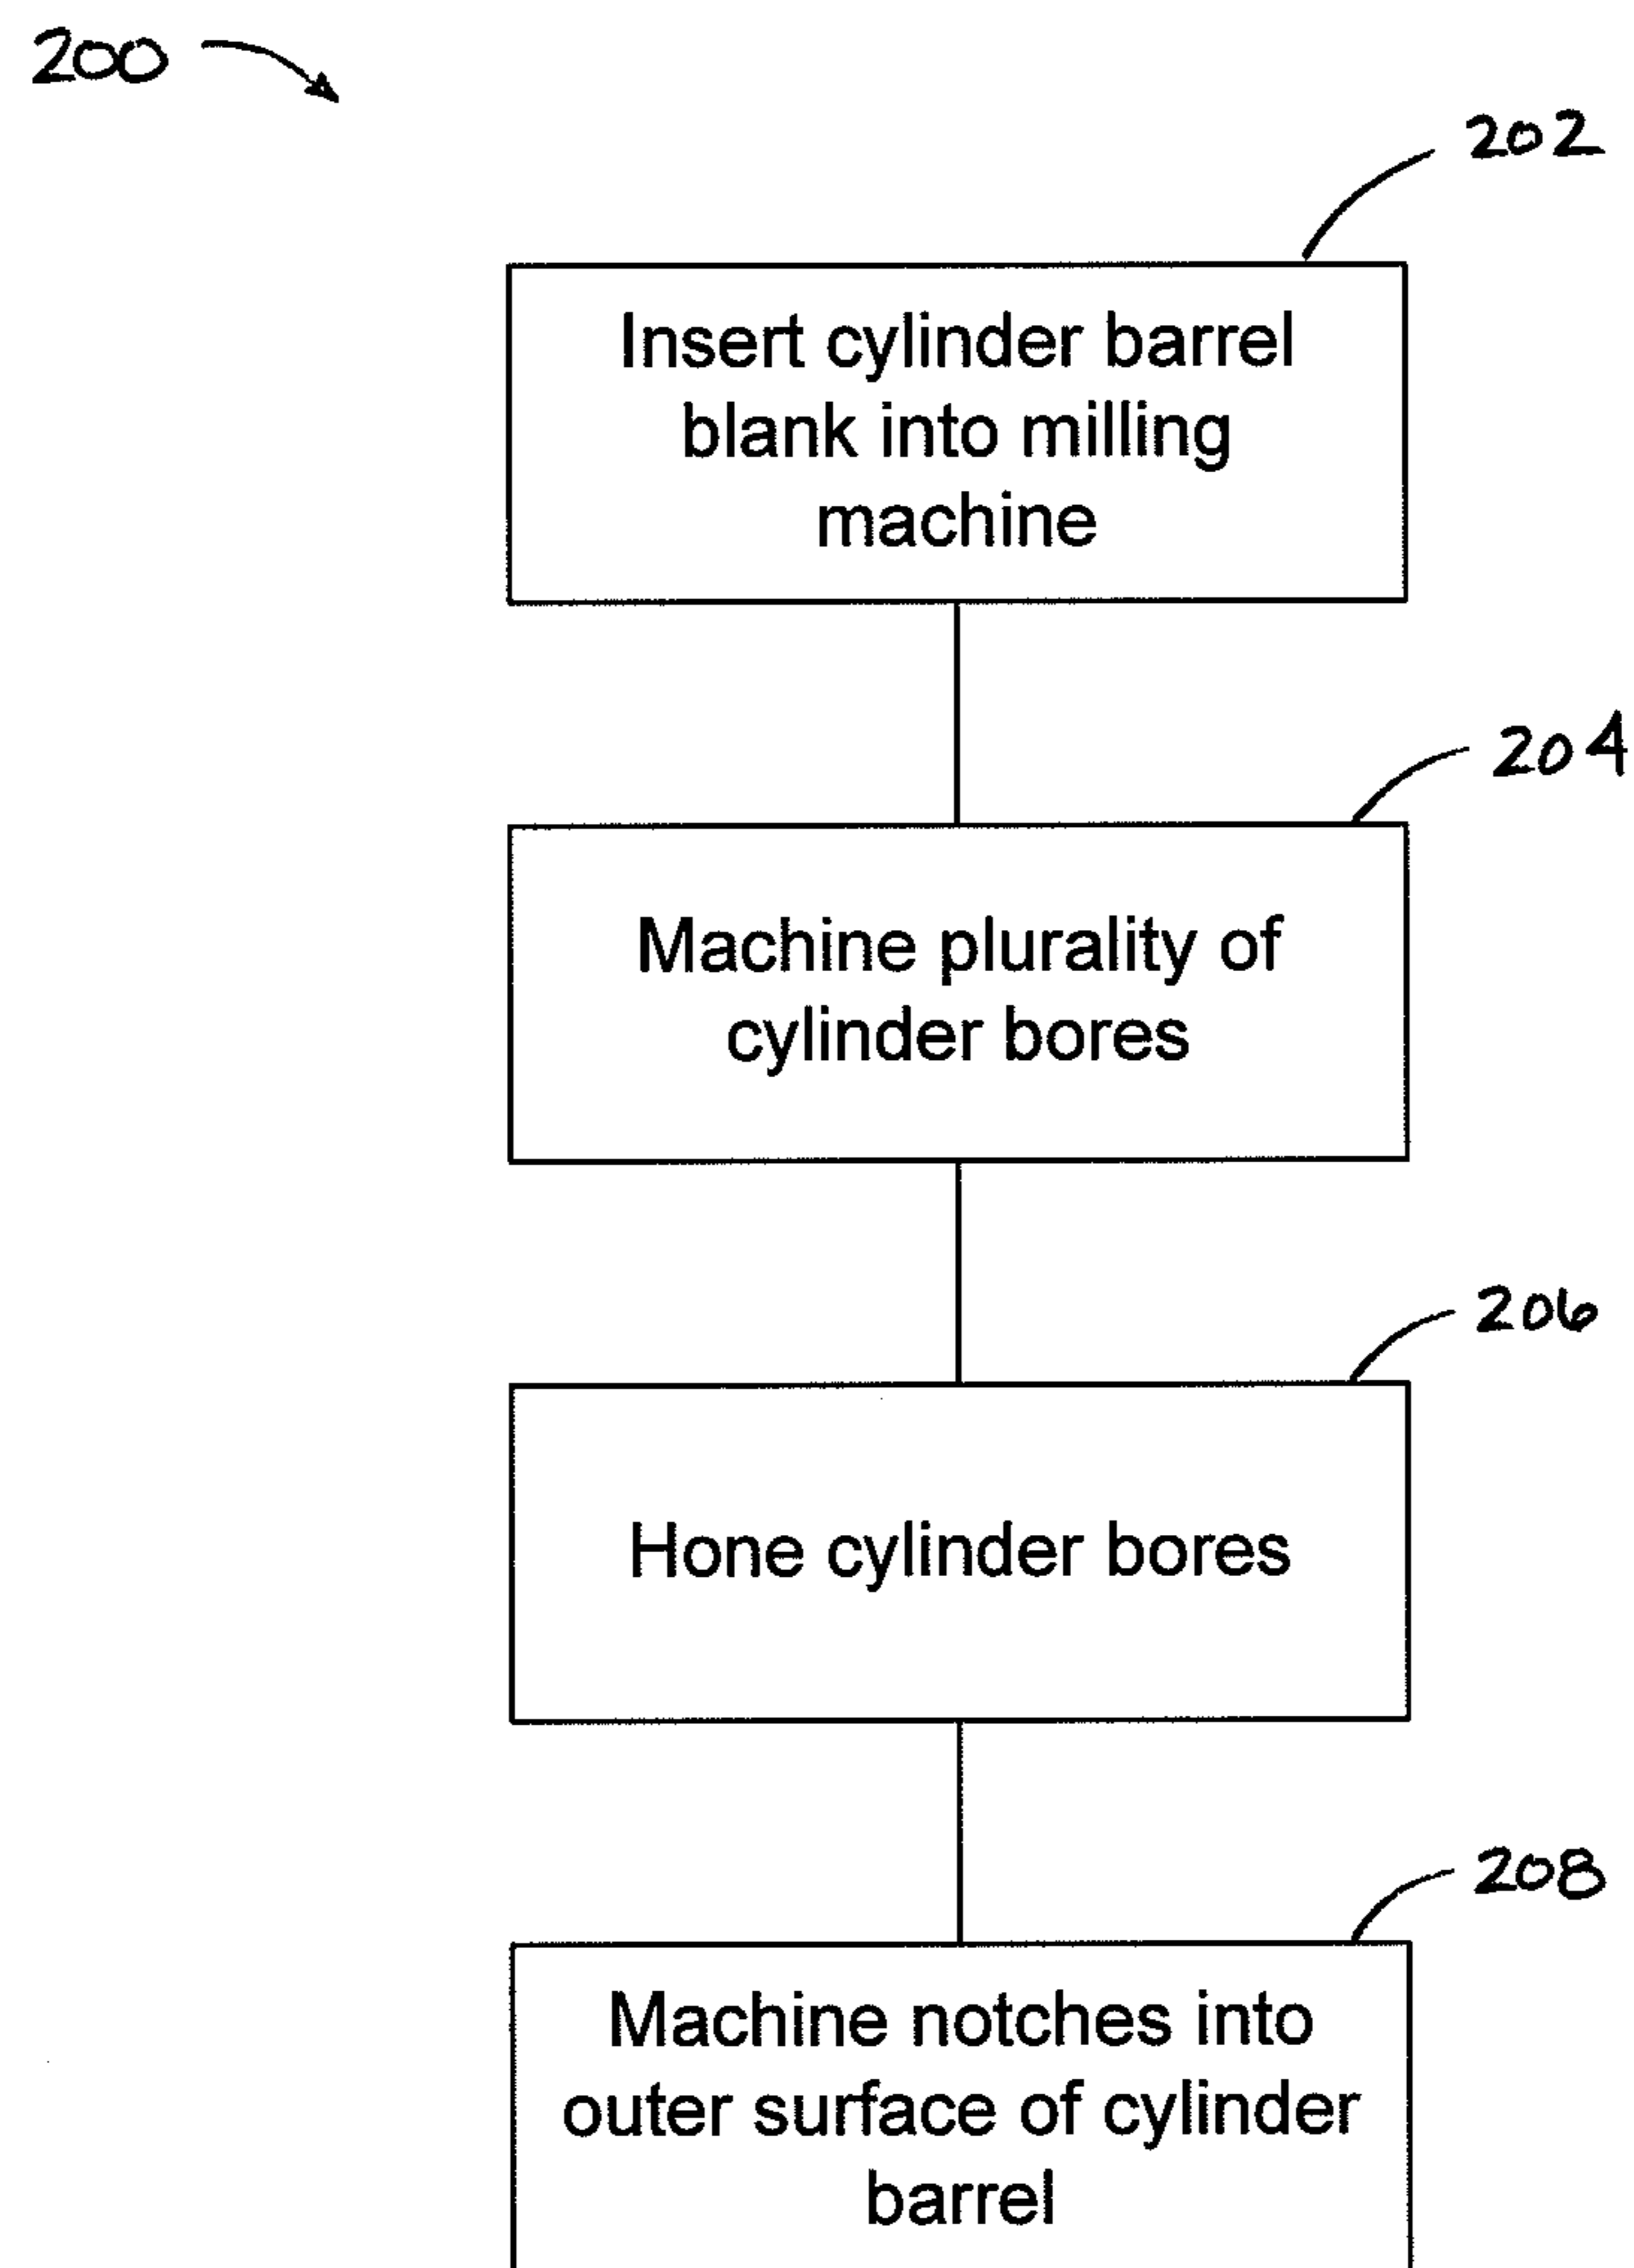 200
202
Insert cylinder barrel
blank into milling
machine
204
Machine plurality of
cylinder bores
206
Hone cylinder bores
208
Machine notches into
outer surface of cylinder
barrel